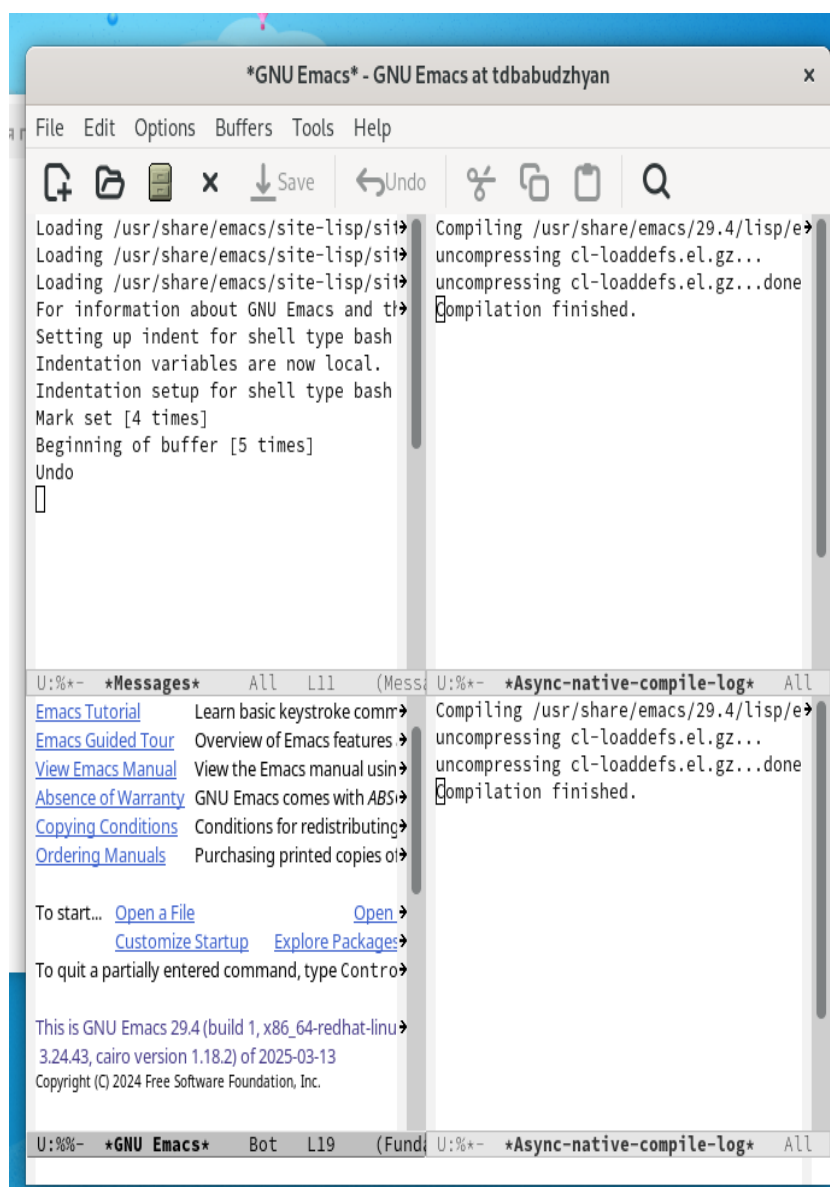 *GNU Emacs* - GNU Emacs at tdbabudzhyan
x
File Edit Options Buffers Tools Help
Save Undo
Loading /usr/share/emacs/site-lisp/sit
Loading /usr/share/emacs/site-lisp/sit
Loading /usr/share/emacs/site-lisp/sit
For information about GNU Emacs and th
Setting up indent for shell type bash
Indentation variables are now local.
Indentation setup for shell type bash
Mark set [4 times]
Beginning of buffer [5 times]
Undo
U:%*- *Messages* All L11 (Messa
Compiling /usr/share/emacs/29.4/lisp/e
uncompressing cl-loaddefs.el.gz...
uncompressing cl-loaddefs.el.gz...done
Compilation finished.
U:%*- *Async-native-compile-log* All
Emacs Tutorial Learn basic keystroke comm
Emacs Guided Tour Overview of Emacs features
View Emacs Manual View the Emacs manual usin
Absence of Warranty GNU Emacs comes with ABS
Copying Conditions Conditions for redistributing
Ordering Manuals Purchasing printed copies of
To start... Open a File Open
Customize Startup Explore Packages
To quit a partially entered command, type Contro
This is GNU Emacs 29.4 (build 1, x86_64-redhat-linu
3.24.43, cairo version 1.18.2) of 2025-03-13
Copyright (C) 2024 Free Software Foundation, Inc.
U:%%- *GNU Emacs* Bot L19 (Funda
Compiling /usr/share/emacs/29.4/lisp/e
uncompressing cl-loaddefs.el.gz...
uncompressing cl-loaddefs.el.gz...done
Compilation finished.
U:%*- *Async-native-compile-log* All